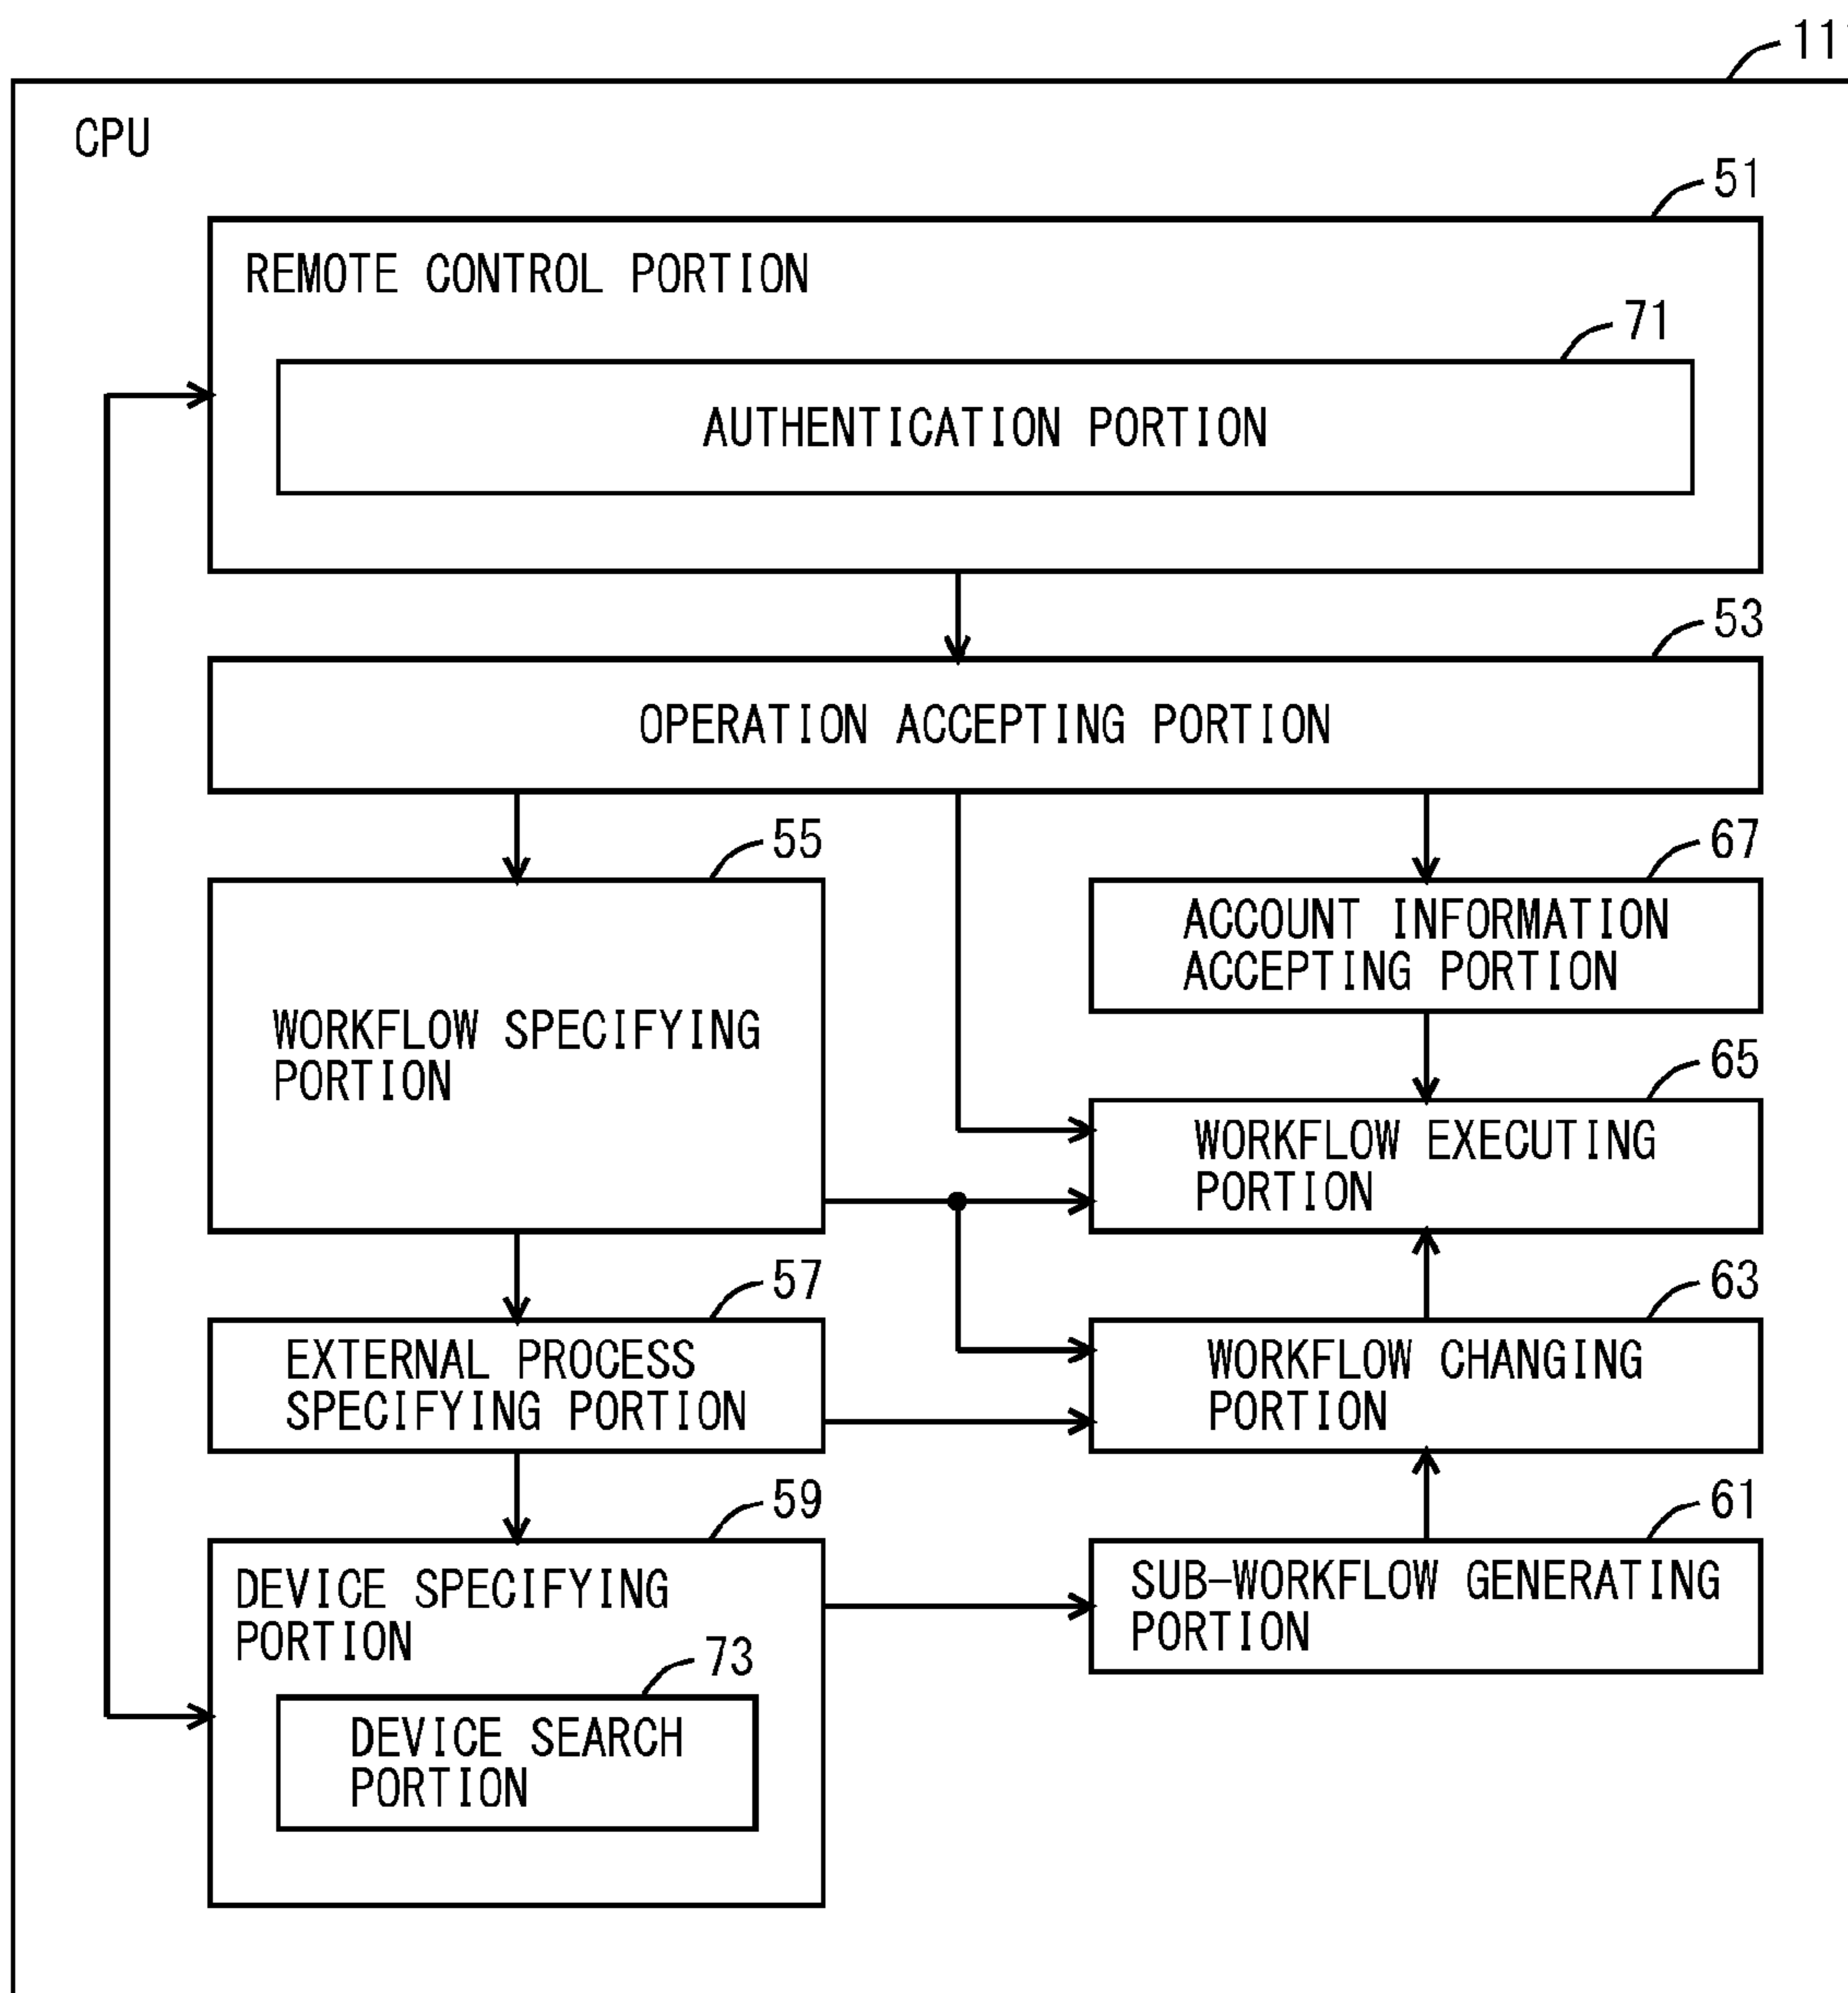 11
CPU
51
REMOTE CONTROL PORTION
71
AUTHENTICATION PORTION
53
OPERATION ACCEPTING PORTION
55
WORKFLOW SPECIFYING
PORTION
67
ACCOUNT INFORMATION
ACCEPTING PORTION
65
WORKFLOW EXECUTING
PORTION
57
EXTERNAL PROCESS
SPECIFYING PORTION
63
WORKFLOW CHANGING
PORTION
59
DEVICE SPECIFYING
PORTION
73
DEVICE SEARCH
PORTION
61
SUB-WORKFLOW GENERATING
PORTION